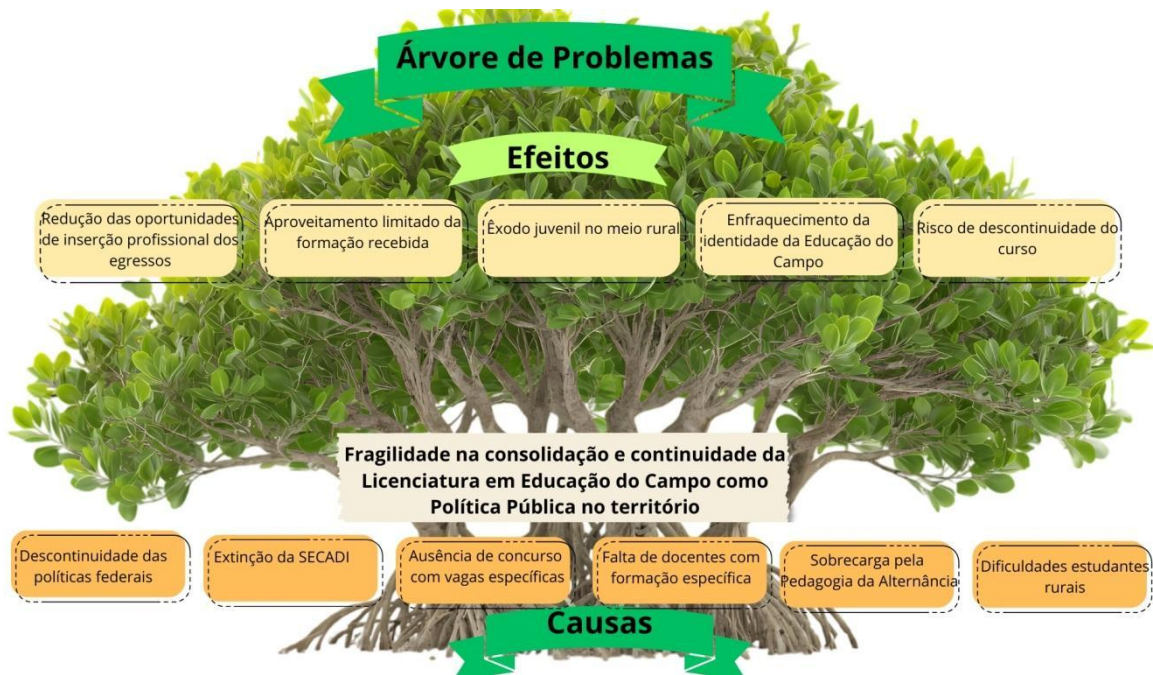 Árvore de Problemas
Efeitos
Redução das oportunidades
de inserção profissional dos
egressos
Aproveitamento limitado da
formação recebida
Êxodo juvenil no meio rural
Enfraquecimento da
identidade da Educação do
Campo
Risco de descontinuidade do
curso
Fragilidade na consolidação e continuidade da
Licenciatura em Educação do Campo como
Política Pública no território
Descontinuidade das
políticas federais
Extinção da SECADI
Ausência de concurso
com vagas específicas
Falta de docentes com
formação específica
Sobrecarga pela
Pedagogia da Alternância
Dificuldades estudantes
rurais
Causas